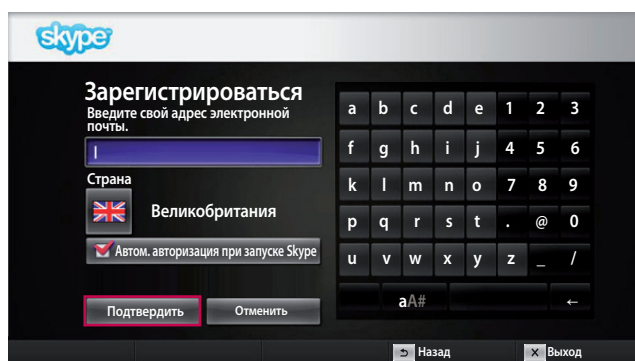 skype
Зарегистрироваться
Введите свой адрес электронной
почты.
Страна
Великобритания
Автом. авторизация при запуске Skype
Подтвердить Отменить
a b c d e 1 2 3
f g h i j 4 5 6
k l m n o 7 8 9
p q r s t . @ 0
u v w x y z _ /
aA# ←
Назад X Выход